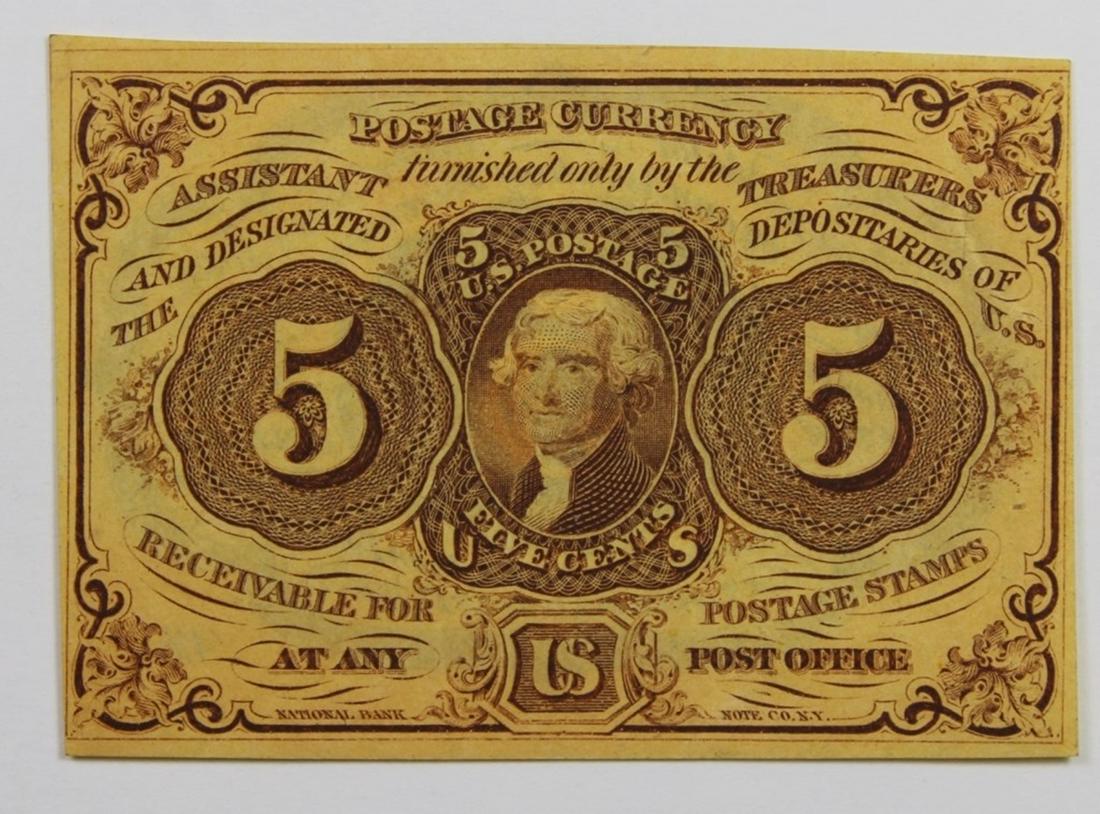 POSTAGE CURRENCY
furnished only by the
ASSISTANT TREASURERS
AND DESIGNATED DEPOSITARIES OF
THE U.S.
5 5
U.S. POSTAGE
5 5
FIVE CENTS
U S
RECEIVABLE FOR POSTAGE STAMPS
AT ANY US POST OFFICE
NATIONAL BANK NOTE CO. N.Y.